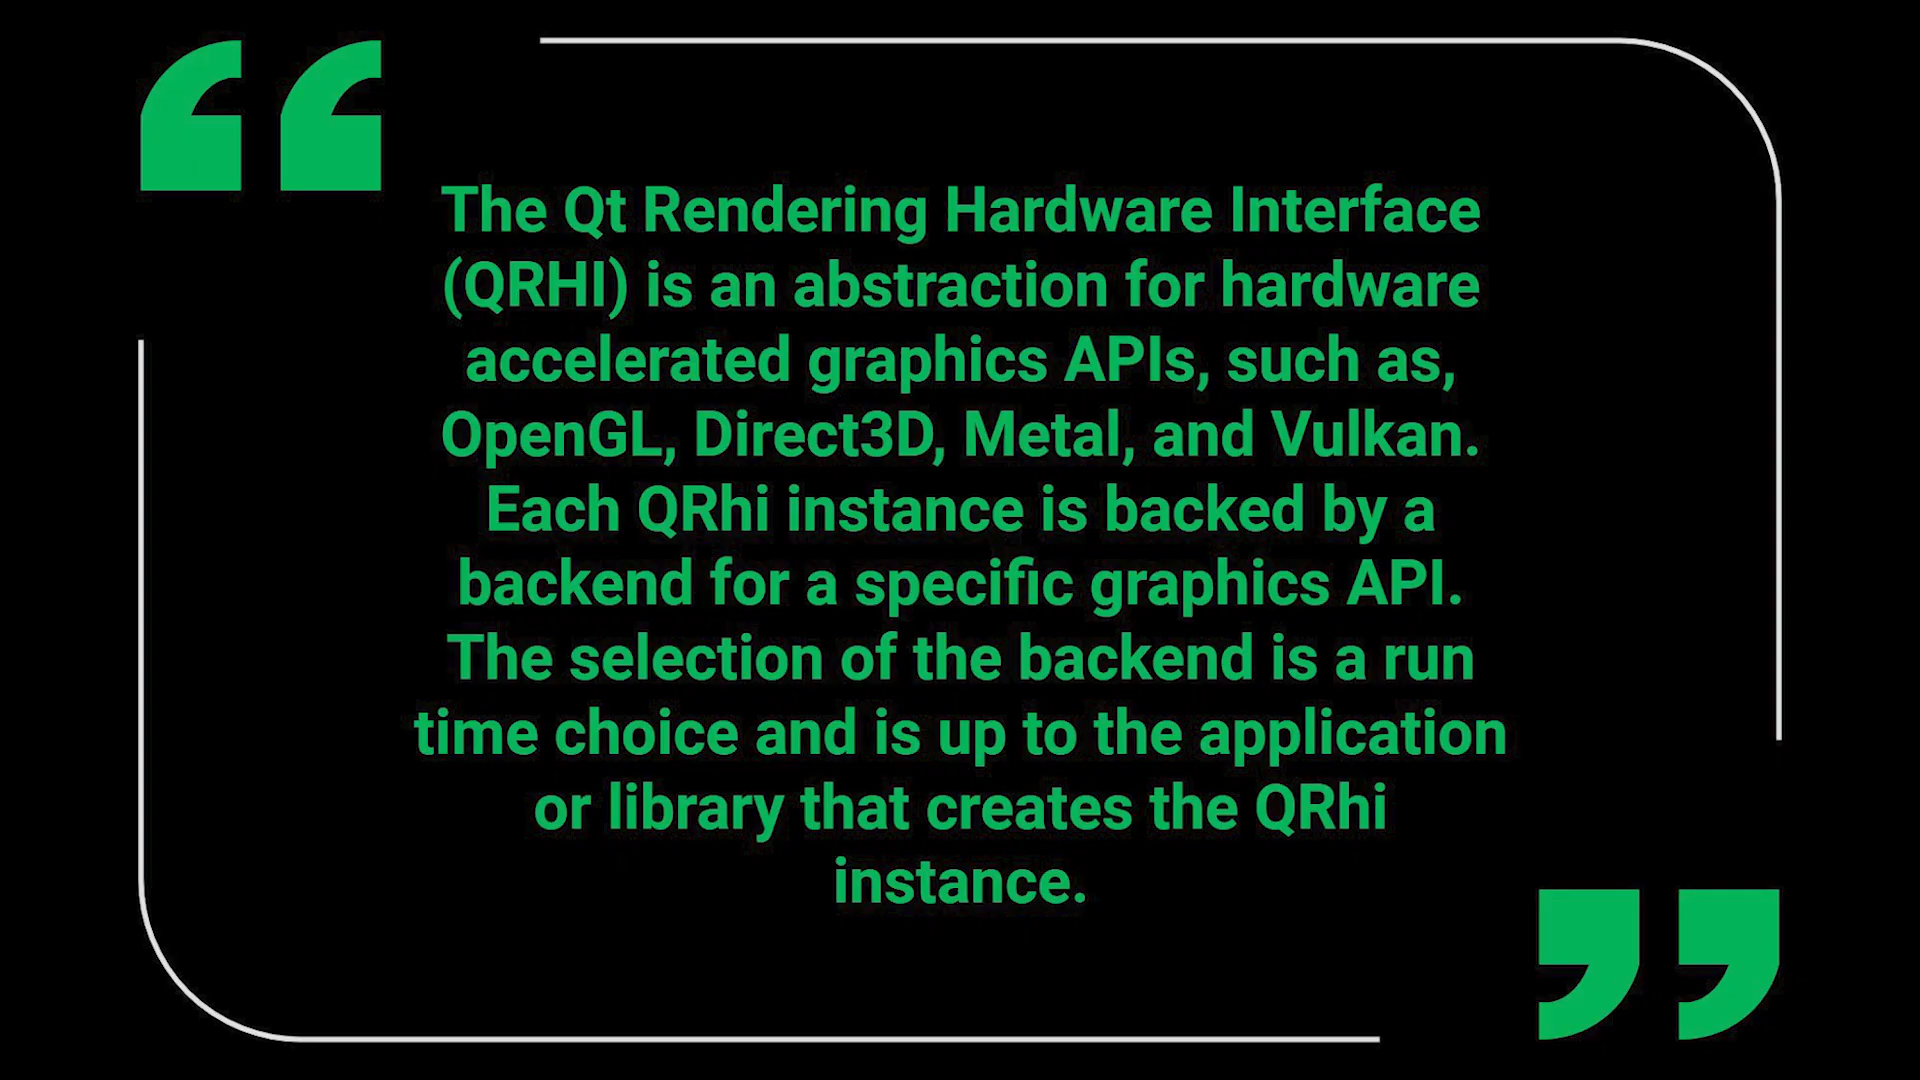 The Qt Rendering Hardware Interface
(QRHI) is an abstraction for hardware
accelerated graphics APIs, such as,
OpenGL, Direct3D, Metal, and Vulkan.
Each QRhi instance is backed by a
backend for a specific graphics API.
The selection of the backend is a run
time choice and is up to the application
or library that creates the QRhi
instance.